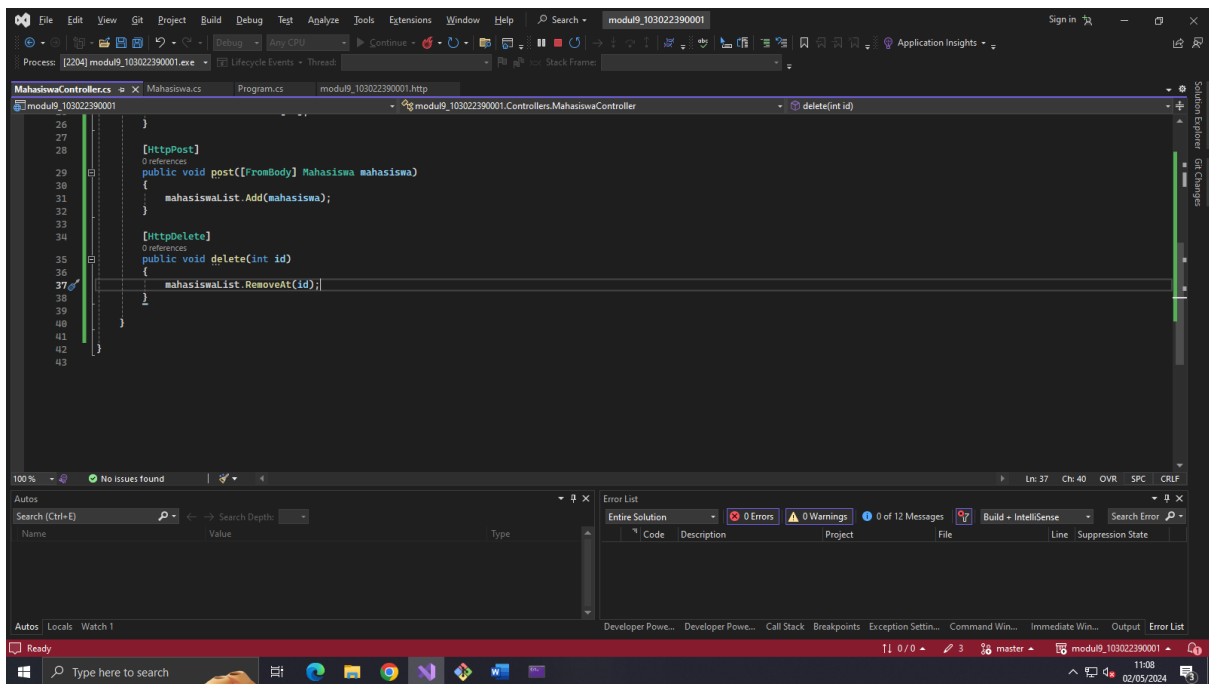 File Edit View Git Project Build Debug Test Analyze Tools Extensions Window Help Search modul9_103022390001 Sign in
Debug Any CPU Continue Application Insights
Process: [2204] modul9_103022390001.exe Lifecycle Events Thread: Stack Frame:
MahasiswaController.cs Mahasiswa.cs Program.cs modul9_103022390001.http
modul9_103022390001 modul9_103022390001.Controllers.MahasiswaController delete(int id)
26 }
27
28 [HttpPost]
0 references
29 public void post([FromBody] Mahasiswa mahasiswa)
30 {
31 mahasiswaList.Add(mahasiswa);
32 }
33
34 [HttpDelete]
0 references
35 public void delete(int id)
36 {
37 mahasiswaList.RemoveAt(id);
38 }
39
40 }
41
42 }
43
Solution Explorer
Git Changes
100 % No issues found Ln: 37 Ch: 40 OVR SPC CRLF
Autos
Search (Ctrl+E) Search Depth:
Name Value Type
Autos Locals Watch 1
Error List
Entire Solution 0 Errors 0 Warnings 0 of 12 Messages Build + IntelliSense Search Error
Code Description Project File Line Suppression State
Developer Powe... Developer Powe... Call Stack Breakpoints Exception Settin... Command Win... Immediate Win... Output Error List
Ready 0 / 0 3 master modul9_103022390001
Type here to search 11:08
02/05/2024